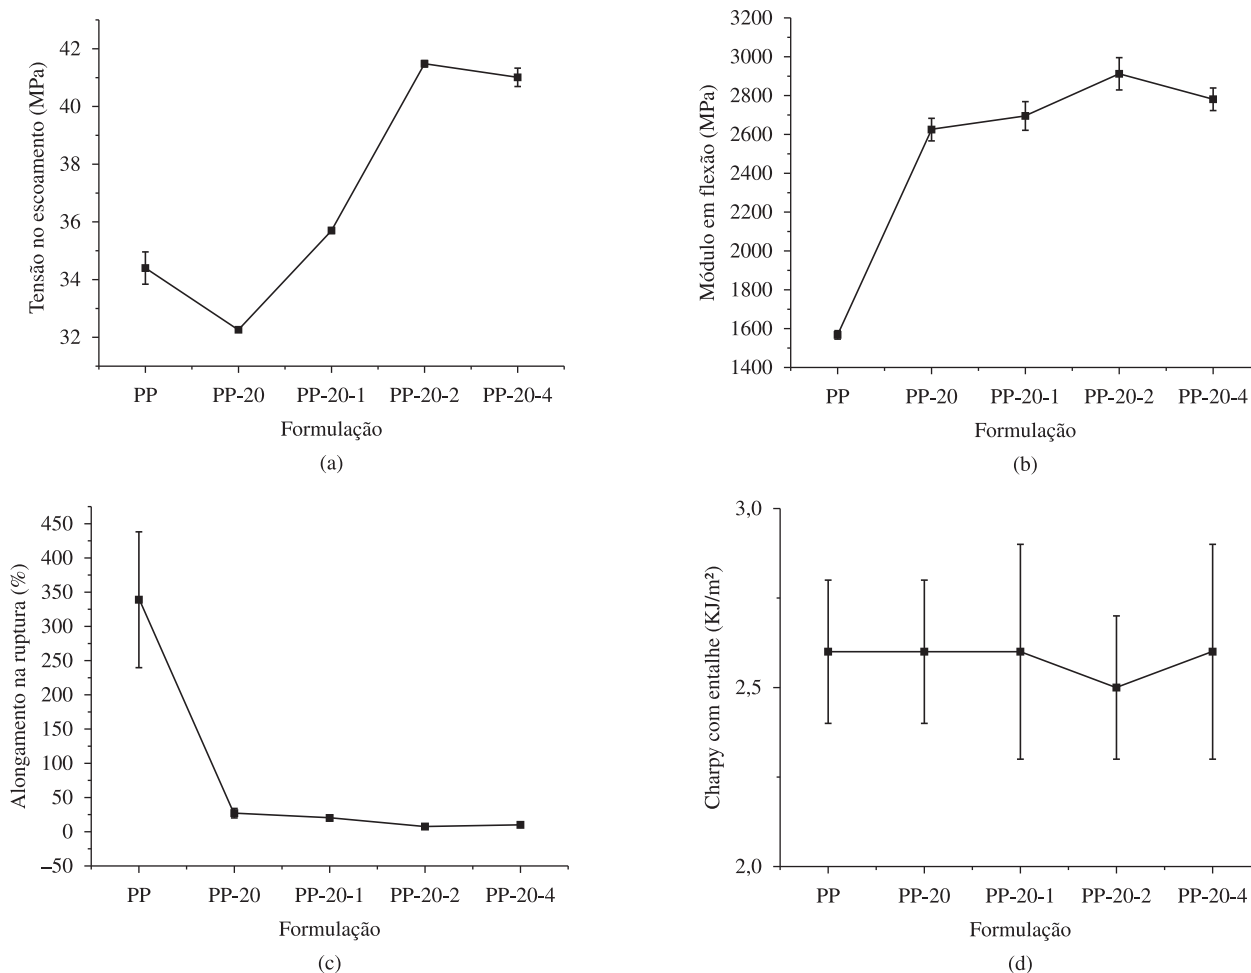 Tensão no escoamento (MPa)
42
40
38
36
34
32
PP PP-20 PP-20-1 PP-20-2 PP-20-4
Formulação
(a)
Módulo em flexão (MPa)
3200
3000
2800
2600
2400
2200
2000
1800
1600
1400
PP PP-20 PP-20-1 PP-20-2 PP-20-4
Formulação
(b)
Alongamento na ruptura (%)
450
400
350
300
250
200
150
100
50
0
–50
PP PP-20 PP-20-1 PP-20-2 PP-20-4
Formulação
(c)
Charpy com entalhe (KJ/m²)
3,0
2,5
2,0
PP PP-20 PP-20-1 PP-20-2 PP-20-4
Formulação
(d)